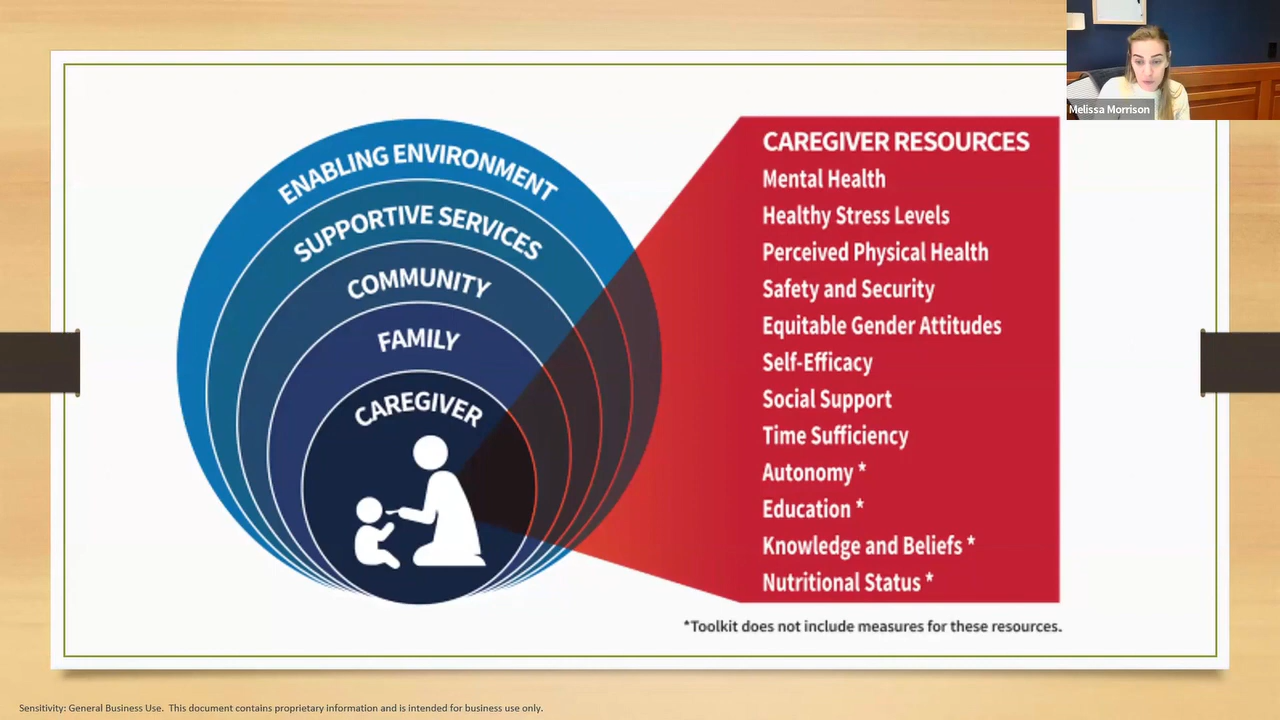 Melissa Morrison
ENABLING ENVIRONMENT
SUPPORTIVE SERVICES
COMMUNITY
FAMILY
CAREGIVER
CAREGIVER RESOURCES
Mental Health
Healthy Stress Levels
Perceived Physical Health
Safety and Security
Equitable Gender Attitudes
Self-Efficacy
Social Support
Time Sufficiency
Autonomy *
Education *
Knowledge and Beliefs *
Nutritional Status *
*Toolkit does not include measures for these resources.
Sensitivity: General Business Use. This document contains proprietary information and is intended for business use only.